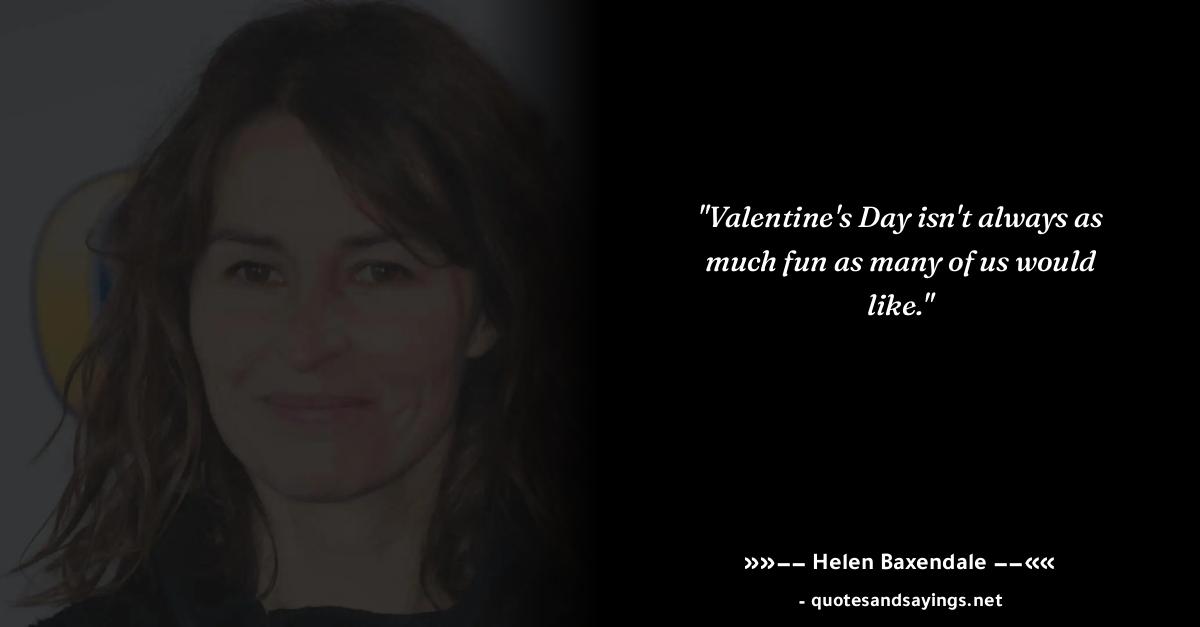 "Valentine's Day isn't always as
much fun as many of us would
like."
»»–– Helen Baxendale ––««
- quotesandsayings.net